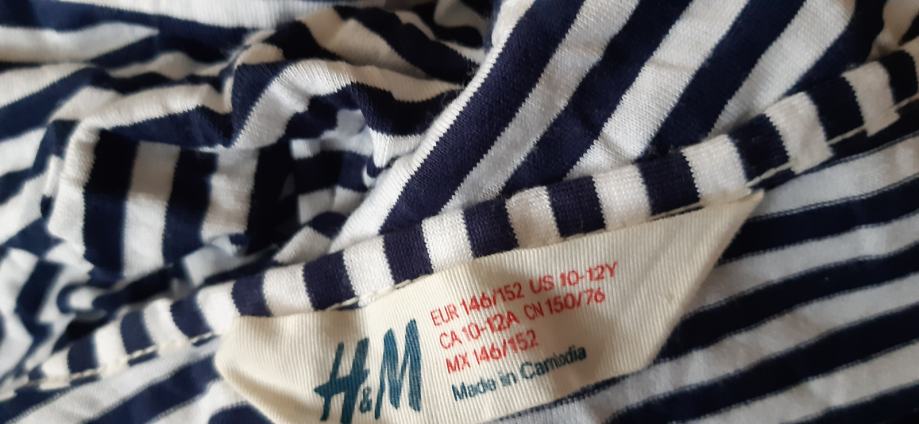 H&M
EUR 146/152 US 10-12Y
CA 10-12A CN 150/76
MX 146/152
Made in Cambodia